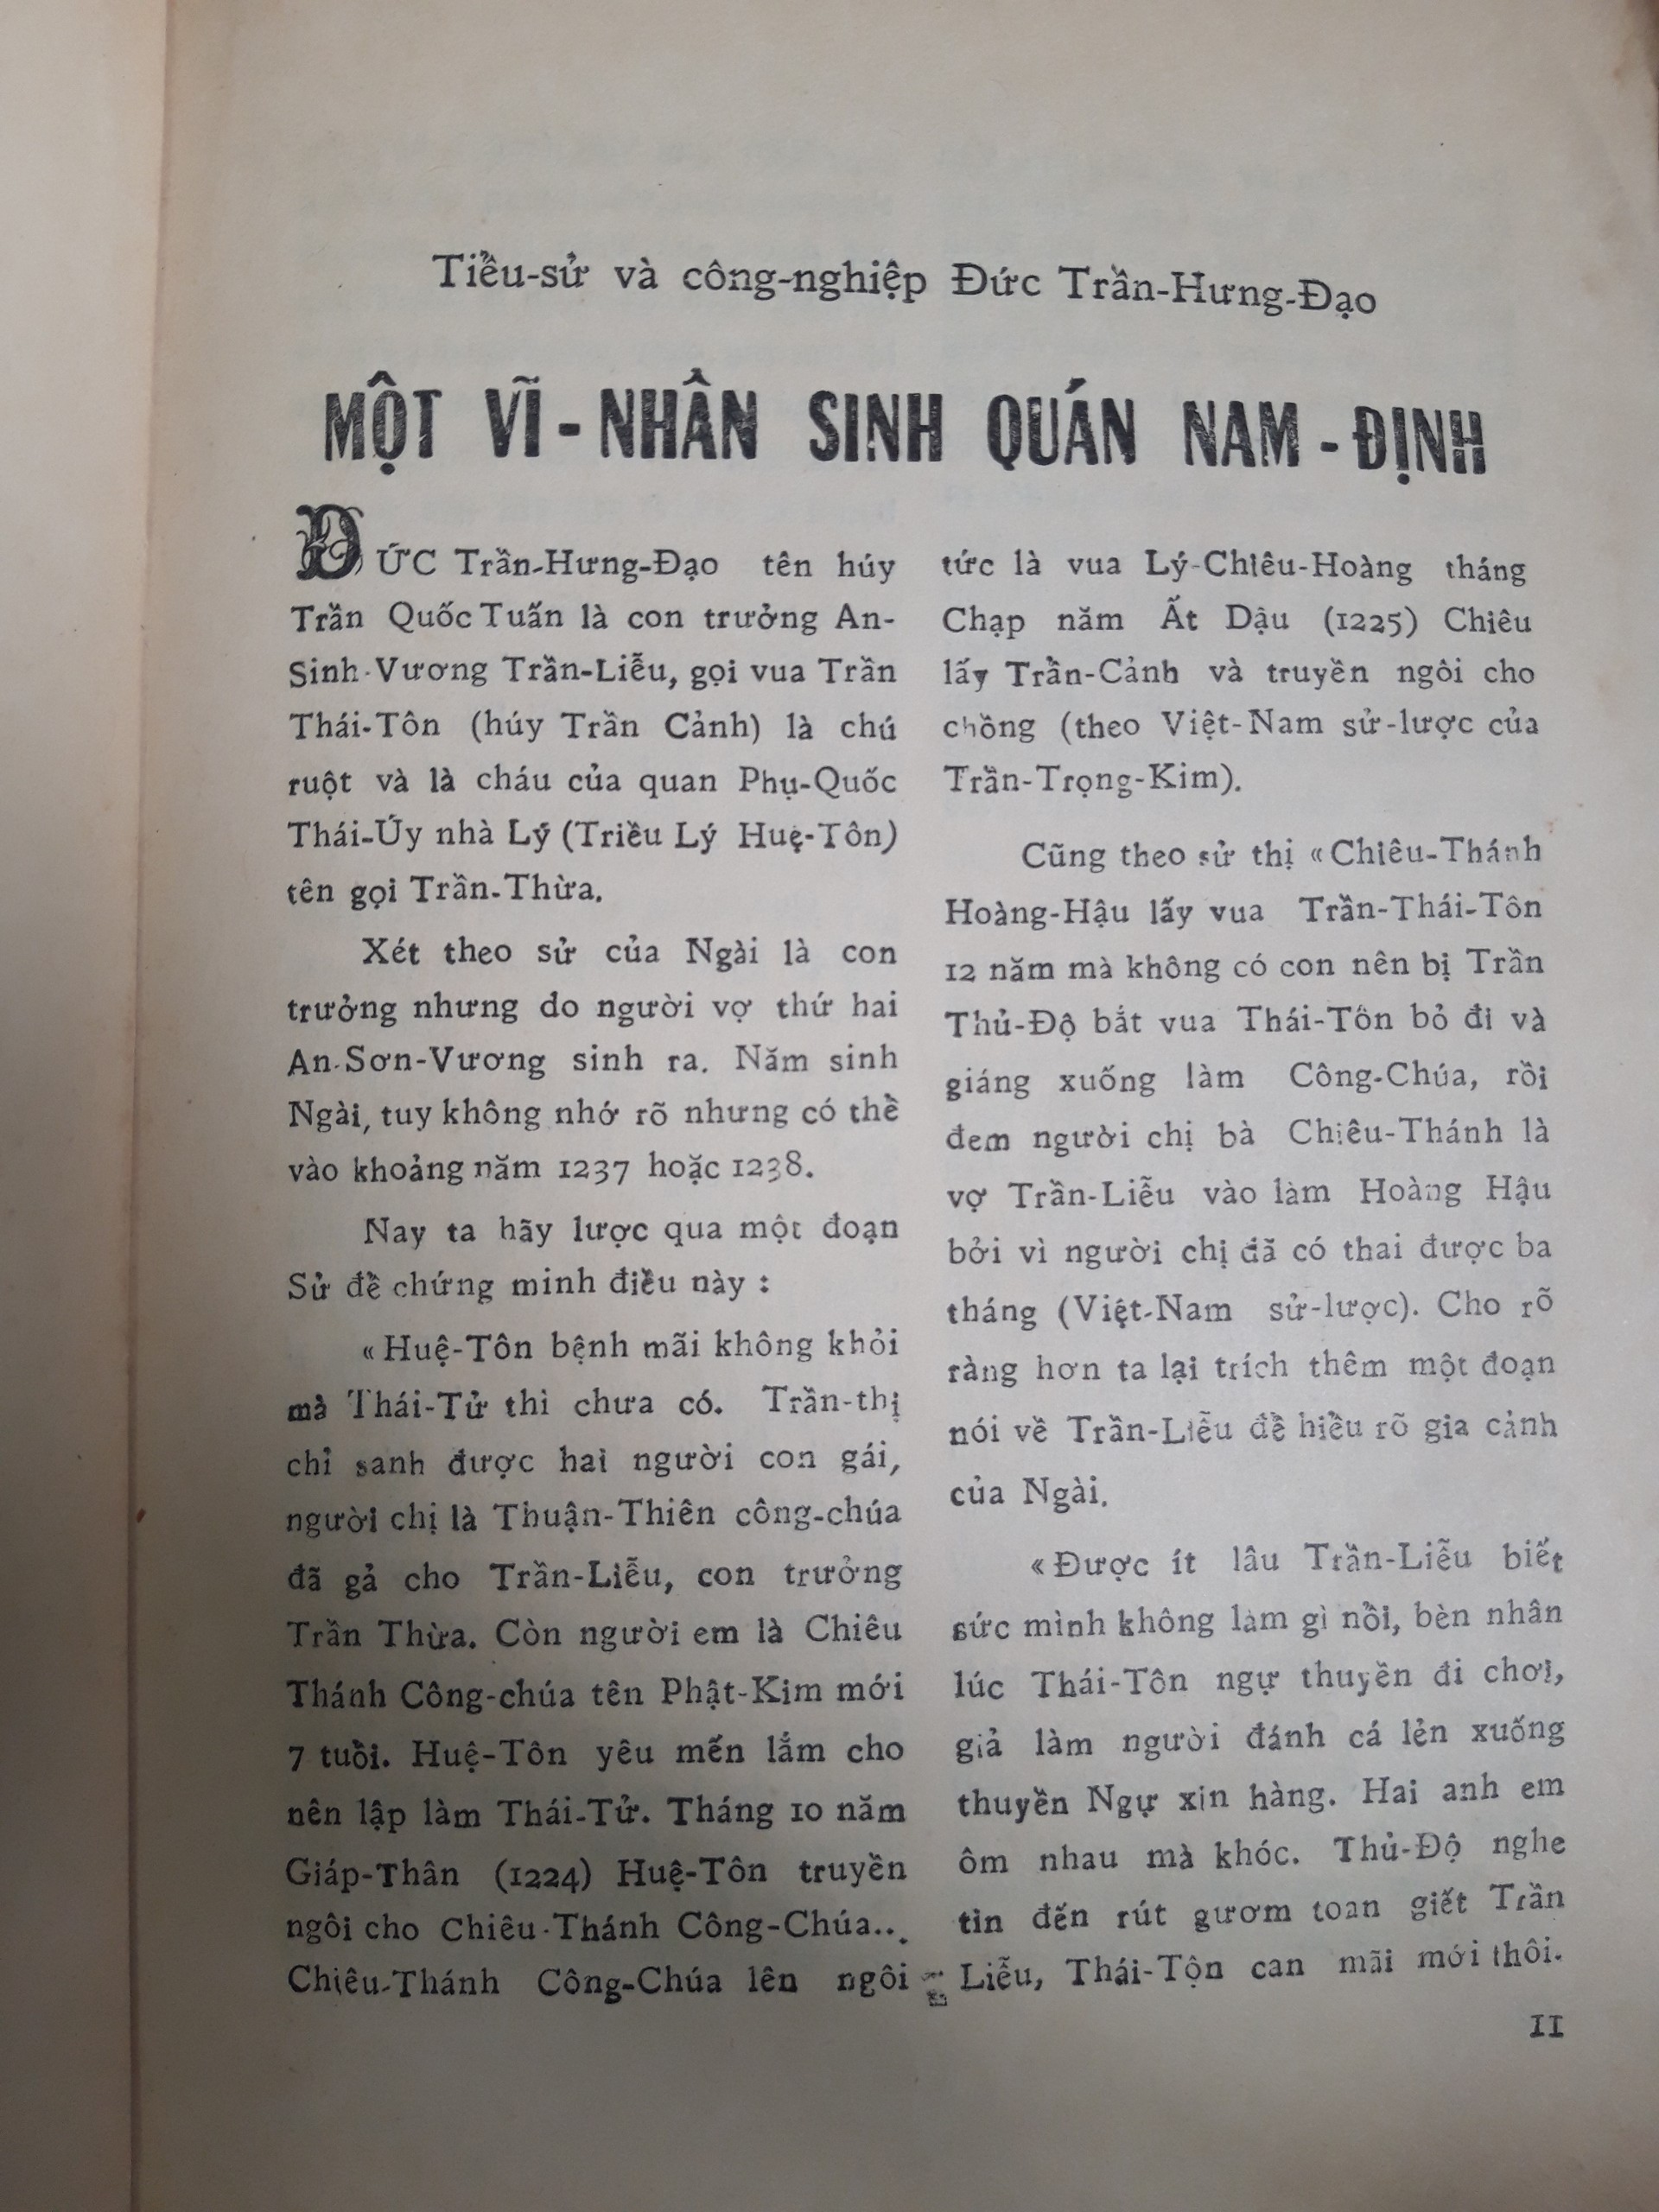 Tiểu-sử và công-nghiệp Đức Trần-Hưng-Đạo
MỘT VĨ-NHÂN SINH QUÁN NAM-ĐỊNH
ĐỨC Trần-Hưng-Đạo tên húy
Trần Quốc Tuấn là con trưởng An-
Sinh-Vương Trần-Liễu, gọi vua Trần
Thái-Tôn (húy Trần Cảnh) là chú
ruột và là cháu của quan Phụ-Quốc
Thái-Úy nhà Lý (Triều Lý Huệ-Tôn)
tên gọi Trần-Thừa.
Xét theo sử của Ngài là con
trưởng nhưng do người vợ thứ hai
An-Sơn-Vương sinh ra. Năm sinh
Ngài, tuy không nhớ rõ nhưng có thể
vào khoảng năm 1237 hoặc 1238.
Nay ta hãy lược qua một đoạn
Sử để chứng minh điều này :
« Huệ-Tôn bệnh mãi không khỏi
mà Thái-Tử thì chưa có. Trần-thị
chỉ sanh được hai người con gái,
người chị là Thuận-Thiên công-chúa
đã gả cho Trần-Liễu, con trưởng
Trần Thừa. Còn người em là Chiêu
Thánh Công-chúa tên Phật-Kim mới
7 tuổi. Huệ-Tôn yêu mến lắm cho
nên lập làm Thái-Tử. Tháng 10 năm
Giáp-Thân (1224) Huệ-Tôn truyền
ngôi cho Chiêu-Thánh Công-Chúa...
Chiêu-Thánh Công-Chúa lên ngôi
tức là vua Lý-Chiêu-Hoàng tháng
Chạp năm Ất Dậu (1225) Chiêu
lấy Trần-Cảnh và truyền ngôi cho
chồng (theo Việt-Nam sử-lược của
Trần-Trọng-Kim).
Cũng theo sử thị « Chiêu-Thánh
Hoàng-Hậu lấy vua Trần-Thái-Tôn
12 năm mà không có con nên bị Trần
Thủ-Độ bắt vua Thái-Tôn bỏ đi và
giáng xuống làm Công-Chúa, rồi
đem người chị bà Chiêu-Thánh là
vợ Trần-Liễu vào làm Hoàng Hậu
bởi vì người chị đã có thai được ba
tháng (Việt-Nam sử-lược). Cho rõ
ràng hơn ta lại trích thêm một đoạn
nói về Trần-Liễu để hiểu rõ gia cảnh
của Ngài.
« Được ít lâu Trần-Liễu biết
sức mình không làm gì nổi, bèn nhân
lúc Thái-Tôn ngự thuyền đi chơi,
giả làm người đánh cá lẻn xuống
thuyền Ngự xin hàng. Hai anh em
ôm nhau mà khóc. Thủ-Độ nghe
tin đến rút gươm toan giết Trần
Liễu, Thái-Tộn can mãi mới thôi.
11